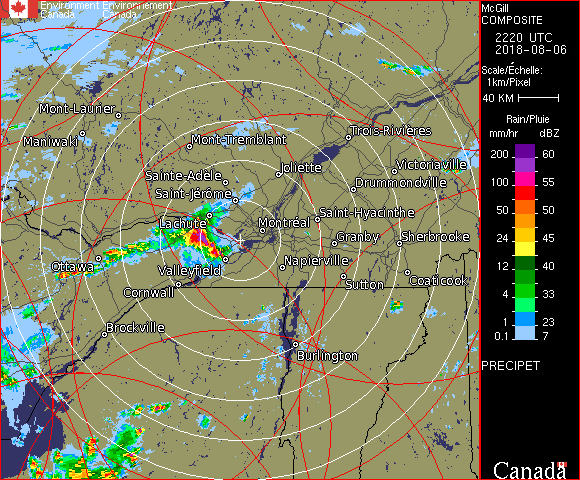 Environment Environnement
Canada Canada
McGill
COMPOSITE
2220 UTC
2018-08-06
Scale/Échelle:
1km/Pixel
40 KM
Rain/Pluie
mm/hr dBZ
200 60
55
100 55
50 50
45
24 45
12 40
4 33
1 23
0.1 7
PRECIPET
Canada
Mont-Laurier
Maniwaki
Mont-Tremblant
Trois-Rivières
Sainte-Adèle
Joliette
Victoriaville
Saint-Jérôme
Drummondville
Lachute
Montréal
Saint-Hyacinthe
Granby
Sherbrooke
Ottawa
Valleyfield
Napierville
Cornwall
Sutton
Coaticook
Brockville
Burlington